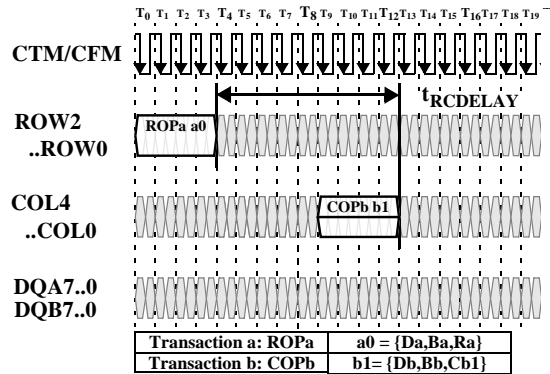 T0 T1 T2 T3 T4 T5 T6 T7 T8 T9 T10 T11 T12 T13 T14 T15 T16 T17 T18 T19
CTM/CFM
tRCDELAY
ROW2
..ROW0
ROPa a0
COL4
..COL0
COPb b1
DQA7..0
DQB7..0
Transaction a: ROPa a0 = {Da,Ba,Ra}
Transaction b: COPb b1= {Db,Bb,Cb1}